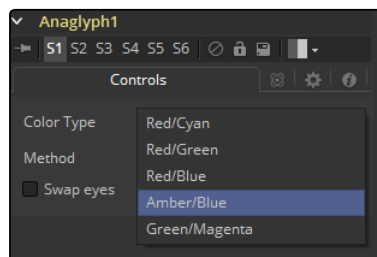 Anaglyph1
S1 S2 S3 S4 S5 S6
Controls
Color Type
Red/Cyan
Red/Green
Method
Red/Blue
Swap eyes
Amber/Blue
Green/Magenta